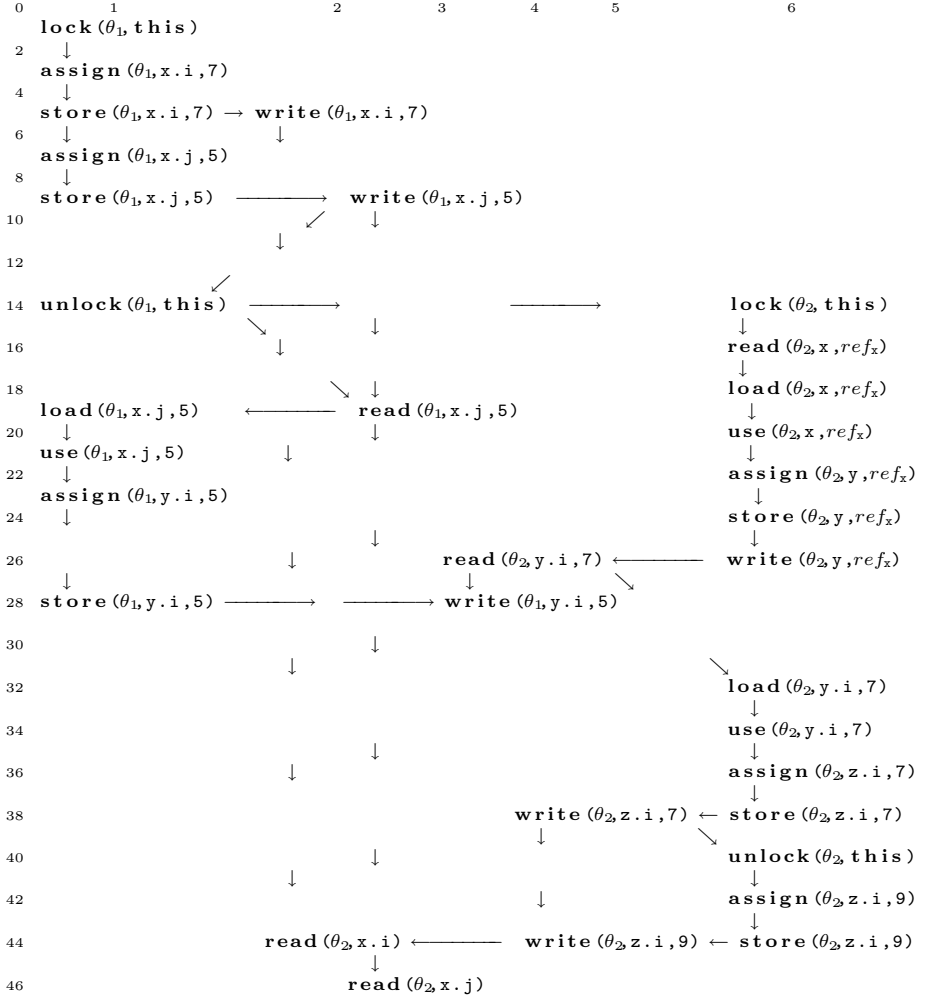 0 1 2 3 4 5 6
lock(θ₁,this)
2
assign(θ₁,x.i,7)
4
store(θ₁,x.i,7) → write(θ₁,x.i,7)
6
assign(θ₁,x.j,5)
8
store(θ₁,x.j,5) → write(θ₁,x.j,5)
10
12
14 unlock(θ₁,this) → → lock(θ₂,this)
16 read(θ₂,x,refₓ)
18 load(θ₂,x,refₓ)
load(θ₁,x.j,5) ← read(θ₁,x.j,5)
20 use(θ₂,x,refₓ)
use(θ₁,x.j,5)
22 assign(θ₂,y,refₓ)
assign(θ₁,y.i,5)
24 store(θ₂,y,refₓ)
26 read(θ₂,y.i,7) ← write(θ₂,y,refₓ)
28 store(θ₁,y.i,5) → → write(θ₁,y.i,5)
30
32 load(θ₂,y.i,7)
34 use(θ₂,y.i,7)
36 assign(θ₂,z.i,7)
38 write(θ₂,z.i,7) ← store(θ₂,z.i,7)
40 unlock(θ₂,this)
42 assign(θ₂,z.i,9)
44 read(θ₂,x.i) ← write(θ₂,z.i,9) ← store(θ₂,z.i,9)
46 read(θ₂,x.j)